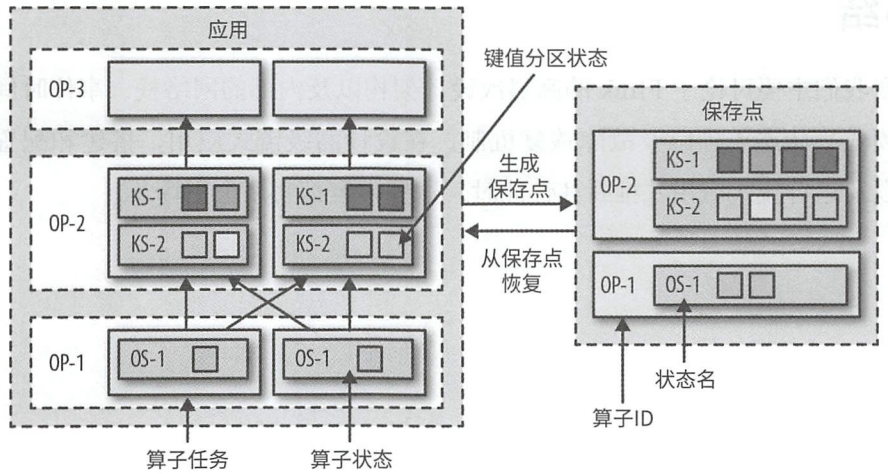 应用
OP-3
键值分区状态
保存点
KS-1
KS-1
生成
保存点
KS-1
OP-2
KS-2
OP-2
KS-2
KS-2
从保存点
恢复
OP-1
OS-1
OP-1
OS-1
OS-1
状态名
算子ID
算子任务
算子状态